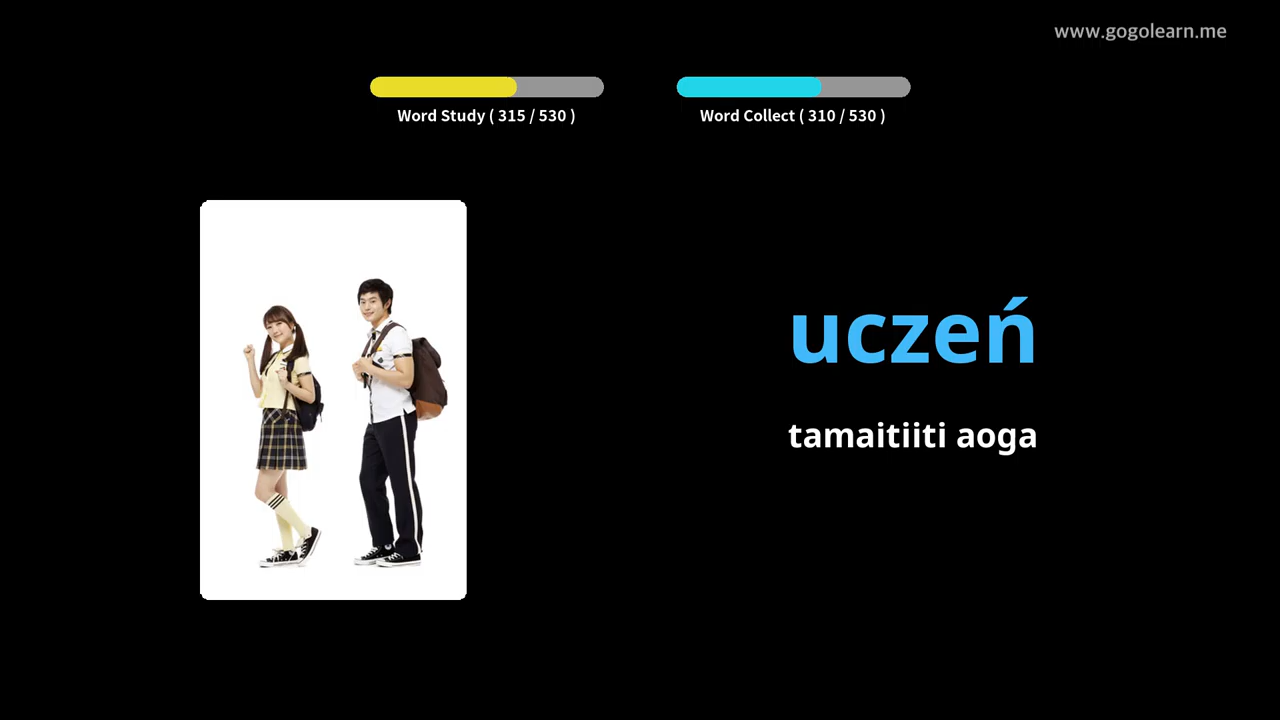 www.gogolearn.me
Word Study ( 315 / 530 )
Word Collect ( 310 / 530 )
uczeń
tamaitiiti aoga